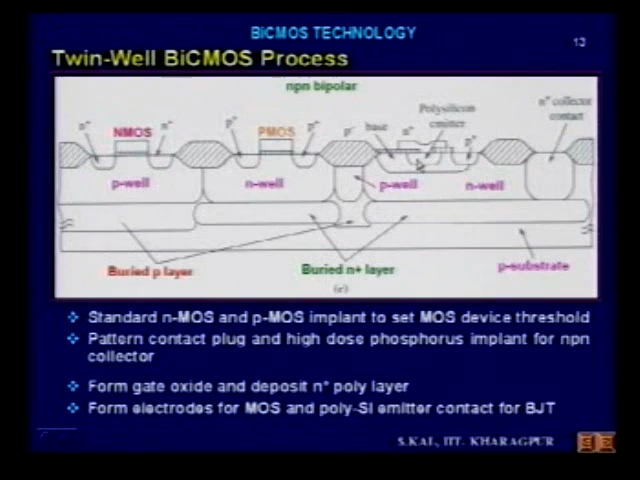 BiCMOS TECHNOLOGY
13
Twin-Well BiCMOS Process
npn bipolar
n+ NMOS n+ p+ PMOS p+ p- base n+ Polysilicon emitter p+ n+ collector contact
p-well n-well p-well n-well
Buried p layer Buried n+ layer p-substrate
(e)
❖ Standard n-MOS and p-MOS implant to set MOS device threshold
❖ Pattern contact plug and high dose phosphorus implant for npn
collector
❖ Form gate oxide and deposit n+ poly layer
❖ Form electrodes for MOS and poly-Si emitter contact for BJT
S.KAL, IIT. KHARAGPUR